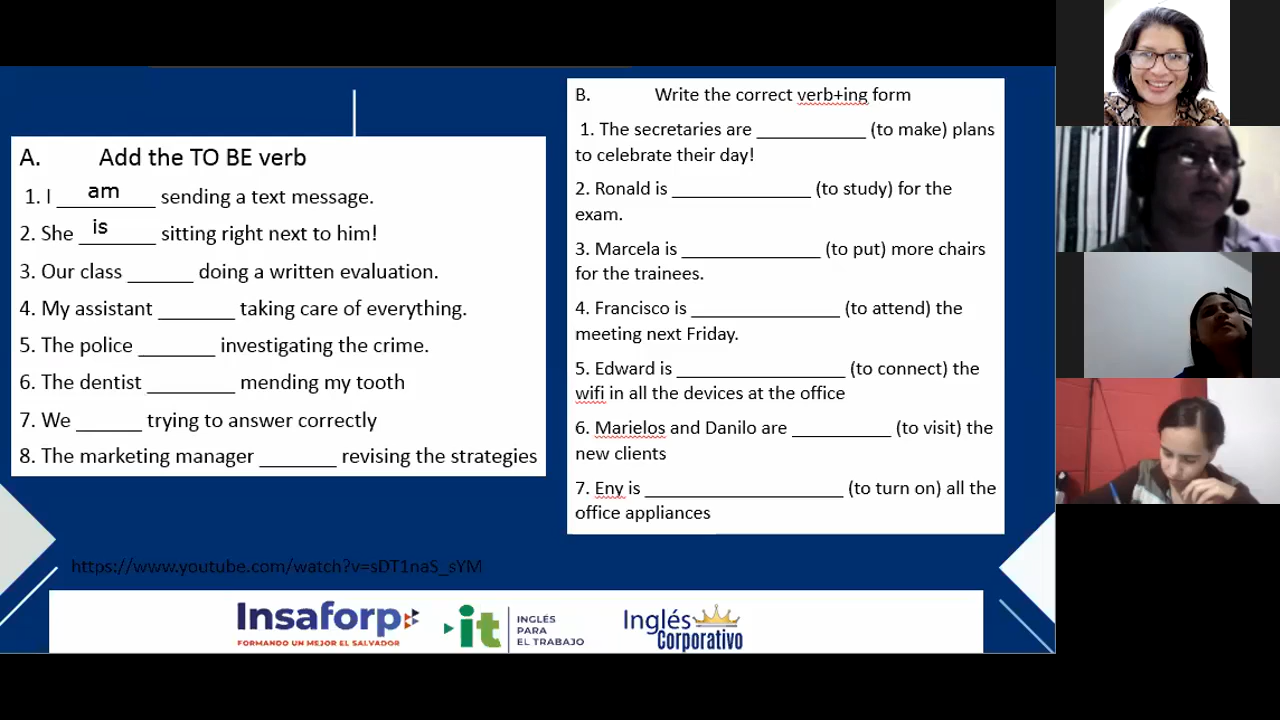 A. Add the TO BE verb
1. I am sending a text message.
2. She is sitting right next to him!
3. Our class ______ doing a written evaluation.
4. My assistant _______ taking care of everything.
5. The police _______ investigating the crime.
6. The dentist ________ mending my tooth
7. We ______ trying to answer correctly
8. The marketing manager _______ revising the strategies
B. Write the correct verb+ing form
1. The secretaries are ___________ (to make) plans
to celebrate their day!
2. Ronald is ______________ (to study) for the
exam.
3. Marcela is ______________ (to put) more chairs
for the trainees.
4. Francisco is _______________ (to attend) the
meeting next Friday.
5. Edward is _________________ (to connect) the
wifi in all the devices at the office
6. Marielos and Danilo are __________ (to visit) the
new clients
7. Eny is ____________________ (to turn on) all the
office appliances
https://www.youtube.com/watch?v=sDT1naS_sYM
Insaforp
FORMANDO UN MEJOR EL SALVADOR
it
INGLÉS
PARA
EL TRABAJO
Inglés
Corporativo